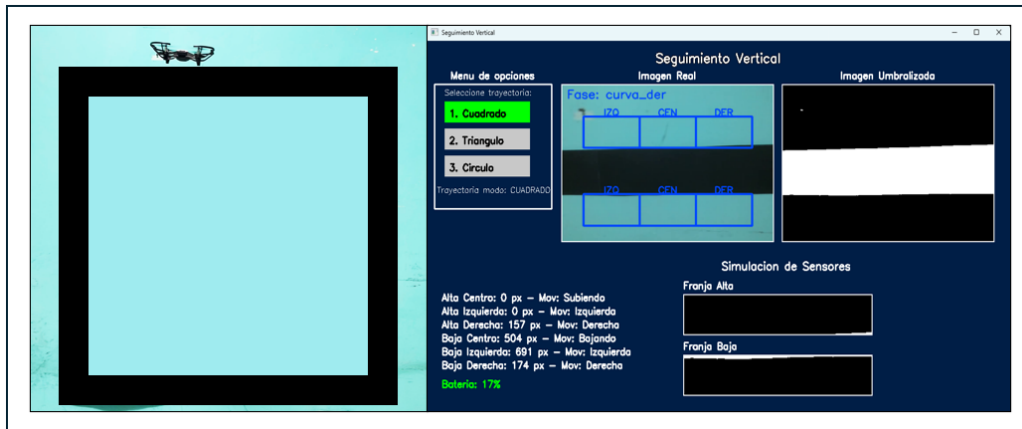 Seguimiento Vertical
Seguimiento Vertical
Menu de opciones
Imagen Real
Imagen Umbralizada
Seleccione trayectoria:
1. Cuadrado
2. Triangulo
3. Circulo
Trayectoria modo: CUADRADO
Fase: curva_der
IZQ CEN DER
IZQ CEN DER
Simulacion de Sensores
Franja Alta
Franja Baja
Alta Centro: 0 px - Mov: Subiendo
Alta Izquierda: 0 px - Mov: Izquierda
Alta Derecha: 157 px - Mov: Derecha
Baja Centro: 504 px - Mov: Bajando
Baja Izquierda: 691 px - Mov: Izquierda
Baja Derecha: 174 px - Mov: Derecha
Bateria: 17%